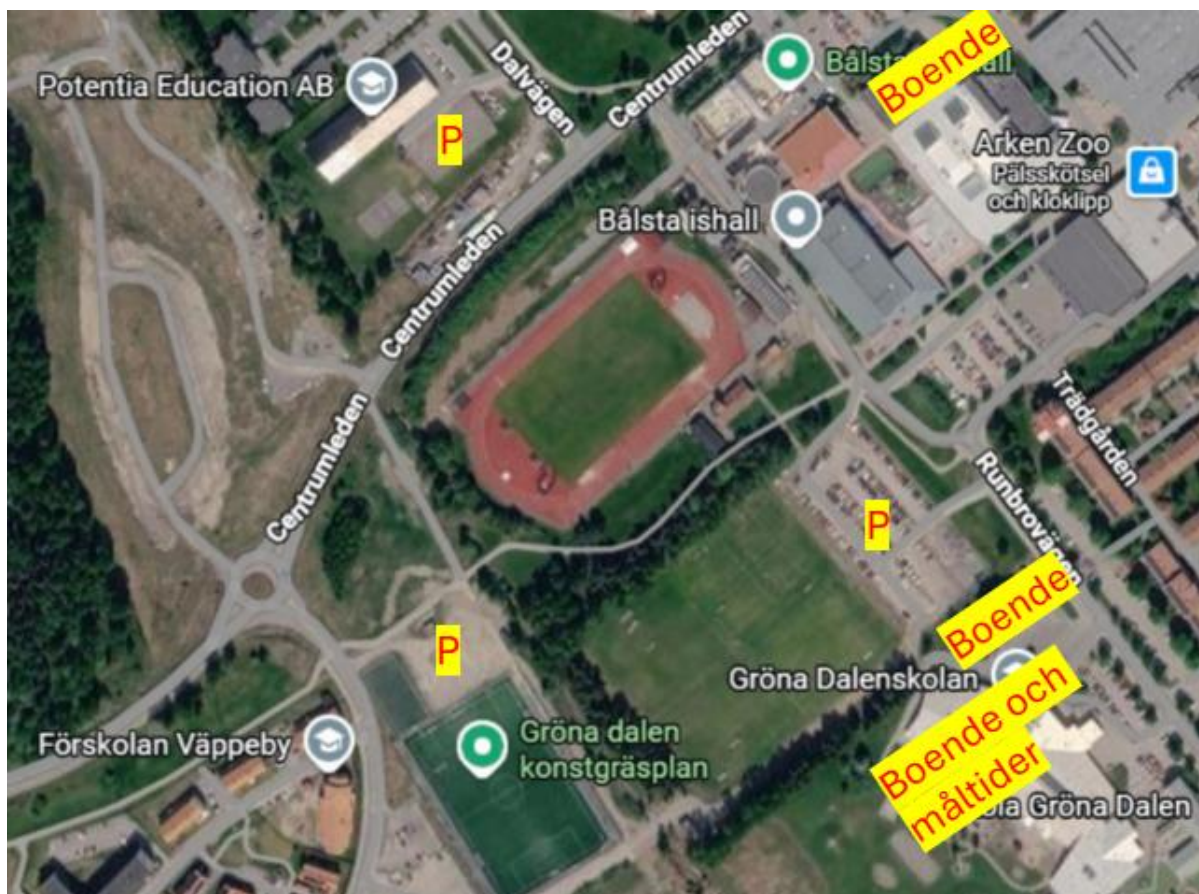 Boende
Bålsta
hall
Potentia Education AB
Dalvägen
Centrumleden
P
Arken Zoo
Pälsskötsel
och kloklipp
Bålsta ishall
Centrumleden
Trädgården
Centrumleden
Runbrovägen
P
Boende
P
Gröna Dalenskolan
Boende och
måltider
Gröna dalen
konstgräsplan
Förskolan Väppeby
Gröna Dalen